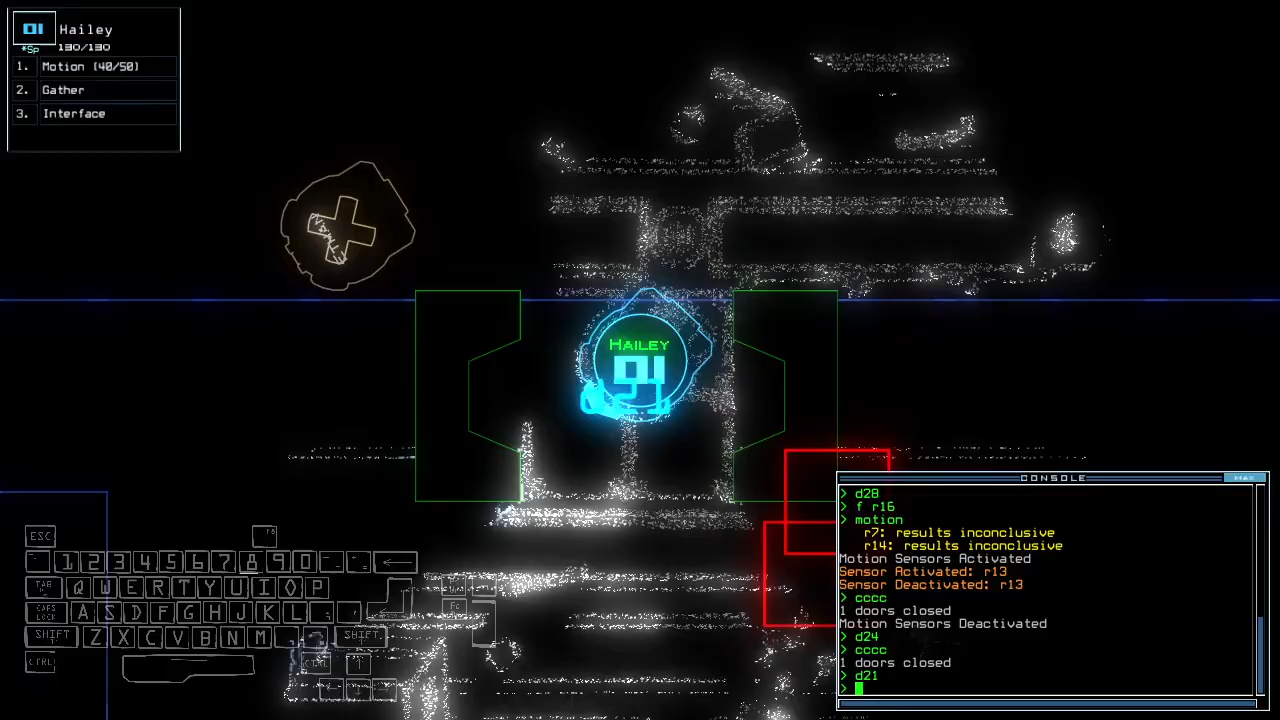 01 Hailey
*Sp 130/130
1. Motion (40/50)
2. Gather
3. Interface
HAILEY
01
CONSOLE
MAX
> d28
> f r16
> motion
r7: results inconclusive
r14: results inconclusive
Motion Sensors Activated
Sensor Activated: r13
Sensor Deactivated: r13
> cccc
1 doors closed
Motion Sensors Deactivated
> d24
> cccc
1 doors closed
> d21
>
ESC
1 2 3 4 5 6 7 8 9 0
TAB Q W E R T Y U I O P
CAPS LOCK A S D F G H J K L ; '
SHIFT Z X C V B N M SHIFT
CTRL CTRL